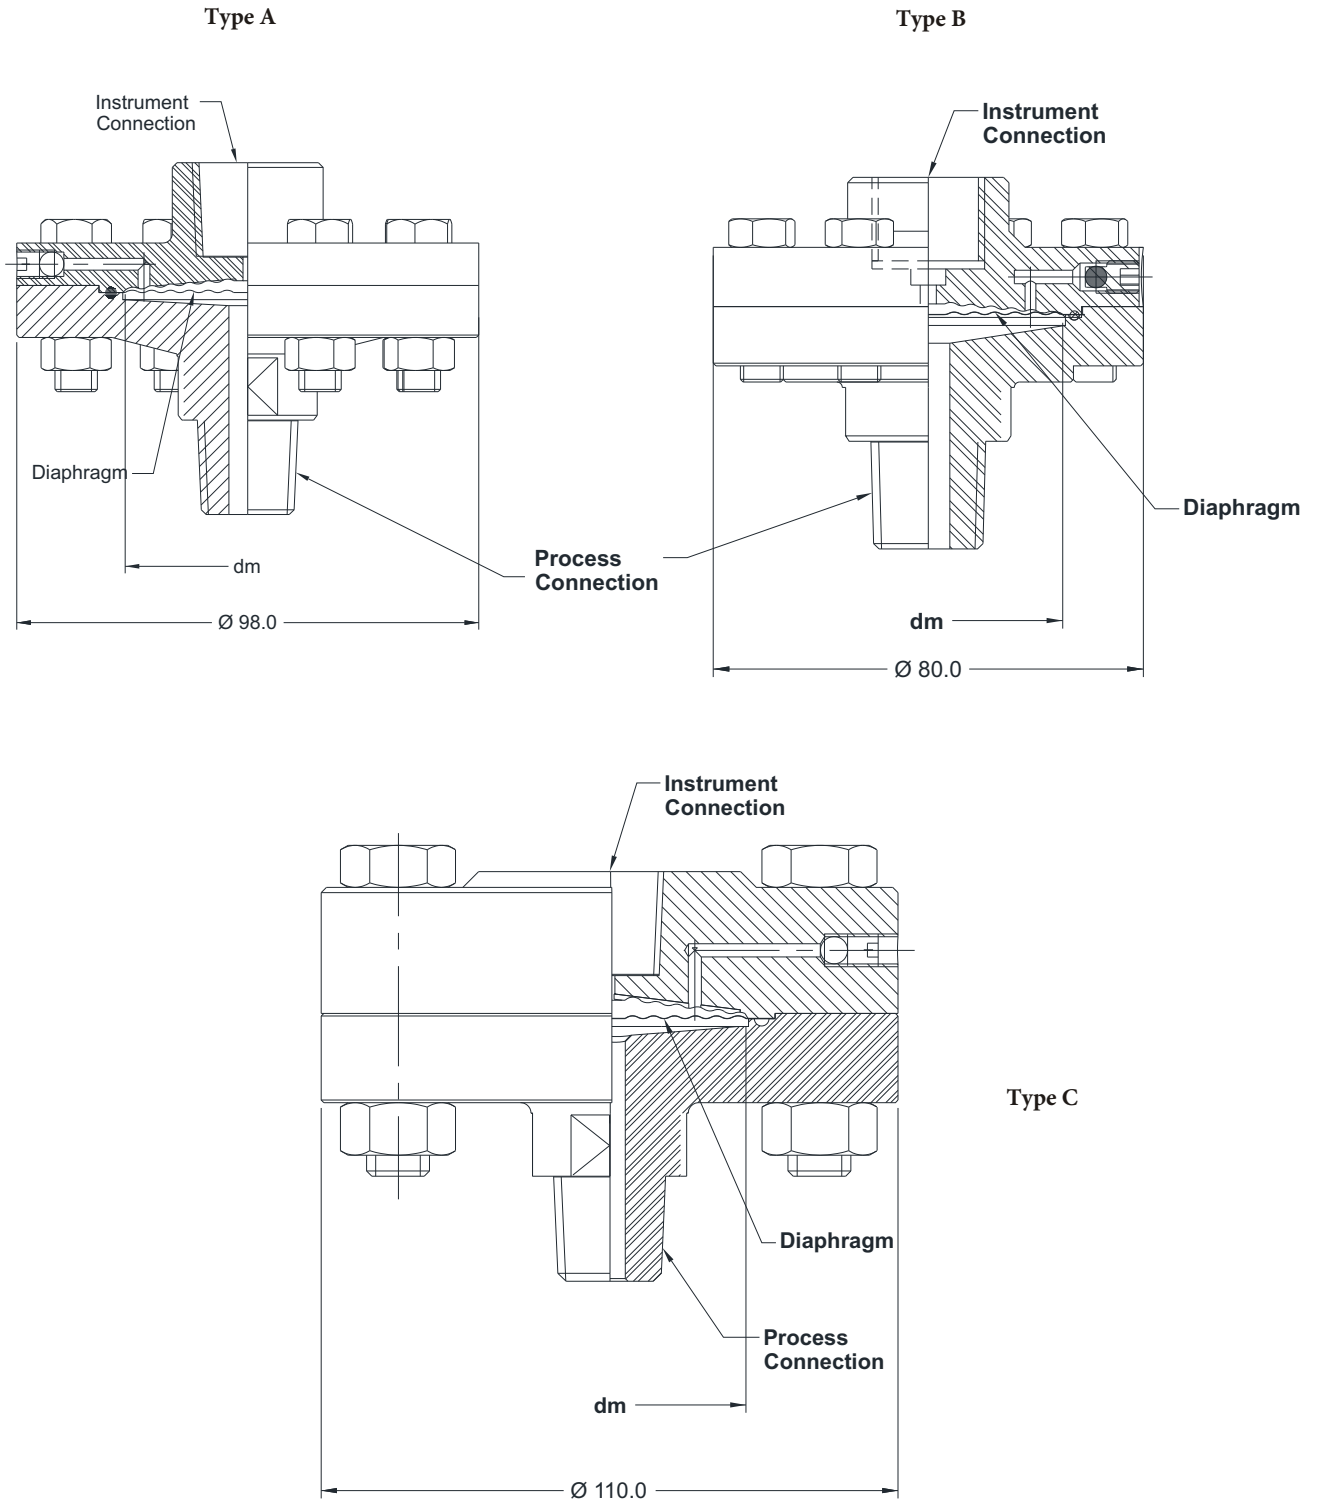 Type A
Type B
Instrument
Connection
Instrument
Connection
Diaphragm
Diaphragm
Process
Connection
dm
dm
Ø 98.0
Ø 80.0
Instrument
Connection
Type C
Diaphragm
Process
Connection
dm
Ø 110.0